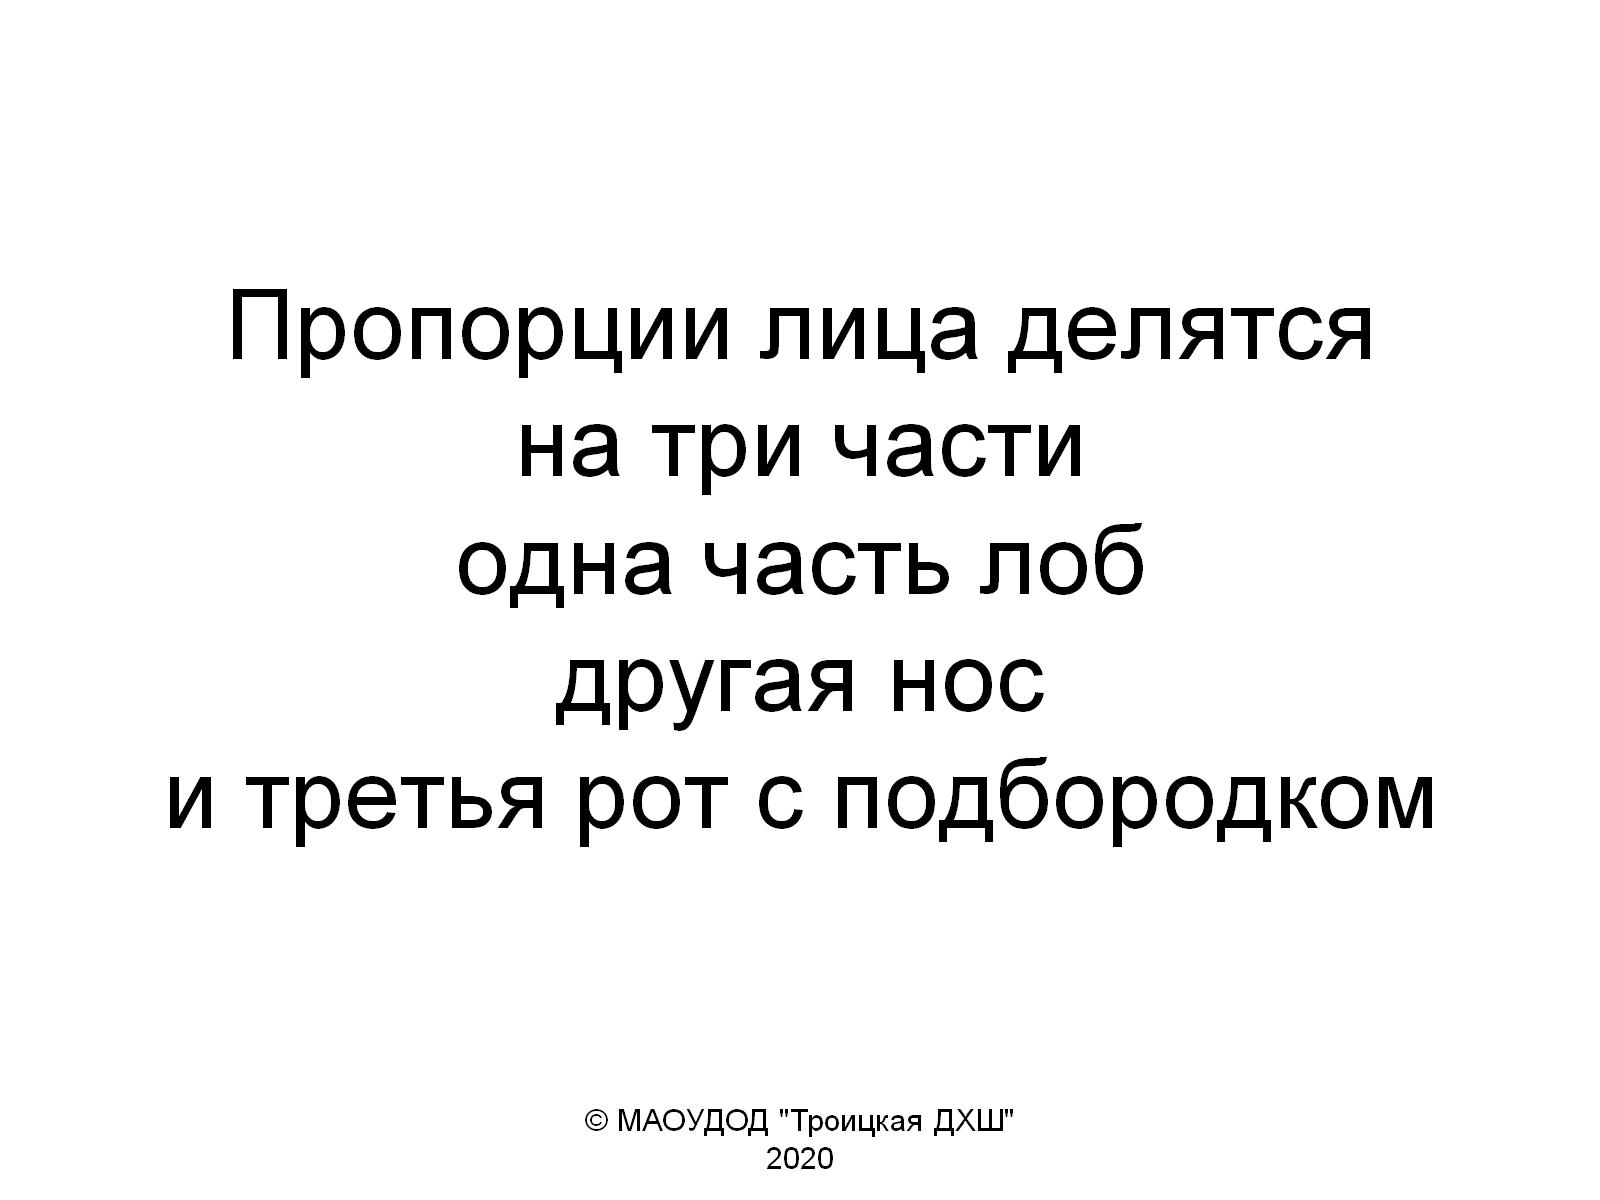 Пропорции лица делятся
на три части
одна часть лоб
другая нос
и третья рот с подбородком
© МАОУДОД "Троицкая ДХШ"
2020